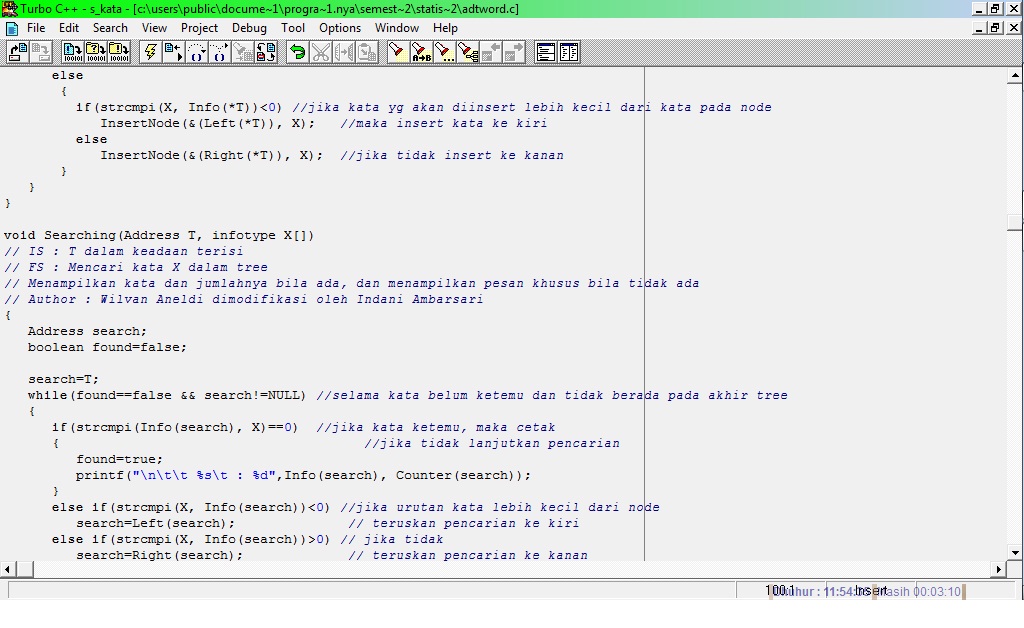 Turbo C++ - s_kata - [c:\users\public\docume~1\progra~1.nya\semest~2\statis~2\adtword.c]
File Edit Search View Project Debug Tool Options Window Help
else
{
if(strcmpi(X, Info(*T))<0) //jika kata yg akan diinsert lebih kecil dari kata pada node
InsertNode(&(Left(*T)), X); //maka insert kata ke kiri
else
InsertNode(&(Right(*T)), X); //jika tidak insert ke kanan
}
}
}
void Searching(Address T, infotype X[])
// IS : T dalam keadaan terisi
// FS : Mencari kata X dalam tree
// Menampilkan kata dan jumlahnya bila ada, dan menampilkan pesan khusus bila tidak ada
// Author : Wilvan Aneldi dimodifikasi oleh Indani Ambarsari
{
Address search;
boolean found=false;
search=T;
while(found==false && search!=NULL) //selama kata belum ketemu dan tidak berada pada akhir tree
{
if(strcmpi(Info(search), X)==0) //jika kata ketemu, maka cetak
{ //jika tidak lanjutkan pencarian
found=true;
printf("\n\t\t %s\t : %d",Info(search), Counter(search));
}
else if(strcmpi(X, Info(search))<0) //jika urutan kata lebih kecil dari node
search=Left(search); // teruskan pencarian ke kiri
else if(strcmpi(X, Info(search))>0) // jika tidak
search=Right(search); // teruskan pencarian ke kanan
100:1 Insert
00:03:10